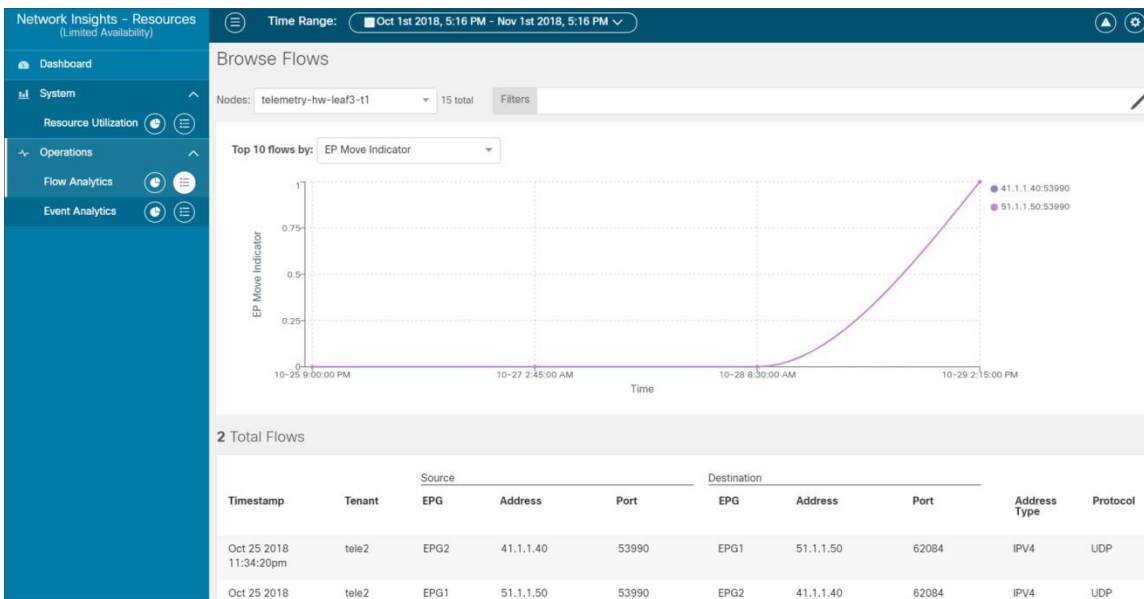 Network Insights - Resources
(Limited Availability)
Time Range: Oct 1st 2018, 5:16 PM - Nov 1st 2018, 5:16 PM
Dashboard
System
Resource Utilization
Operations
Flow Analytics
Event Analytics
Browse Flows
Nodes: telemetry-hw-leaf3-t1 15 total Filters
Top 10 flows by: EP Move Indicator
1
0.75
0.5
0.25
0
EP Move Indicator
10-25 9:00:00 PM 10-27 2:45:00 AM 10-28 8:30:00 AM 10-29 2:15:00 PM
Time
41.1.1.40:53990
51.1.1.50:53990
2 Total Flows
Source Destination
Timestamp Tenant EPG Address Port EPG Address Port Address Type Protocol
Oct 25 2018 tele2 EPG2 41.1.1.40 53990 EPG1 51.1.1.50 62084 IPV4 UDP
11:34:20pm
Oct 25 2018 tele2 EPG1 51.1.1.50 53990 EPG2 41.1.1.40 62084 IPV4 UDP